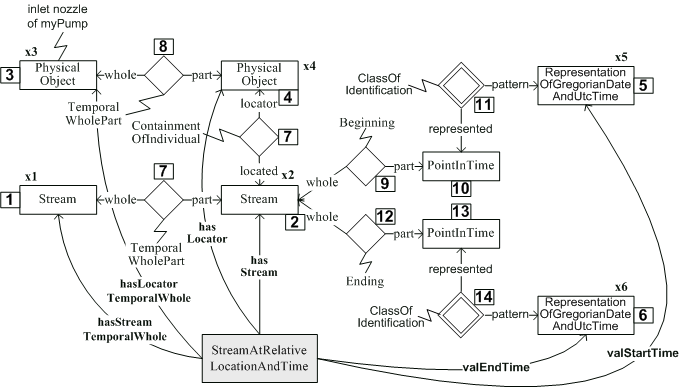 inlet nozzle
of myPump
x3
Physical
Object
3
8
whole
part
Temporal
WholePart
Physical
Object
x4
4
locator
Containment
OfIndividual
7
located
x1
1
Stream
whole
7
part
Temporal
WholePart
x2
Stream
2
Beginning
whole
9
part
PointInTime
10
whole
12
part
Ending
13
PointInTime
ClassOf
Identification
11
pattern
represented
x5
Representation
OfGregorianDate
AndUtcTime
5
represented
ClassOf
Identification
14
pattern
x6
Representation
OfGregorianDate
AndUtcTime
6
has
Locator
has
Stream
hasLocator
TemporalWhole
hasStream
TemporalWhole
StreamAtRelative
LocationAndTime
valEndTime
valStartTime